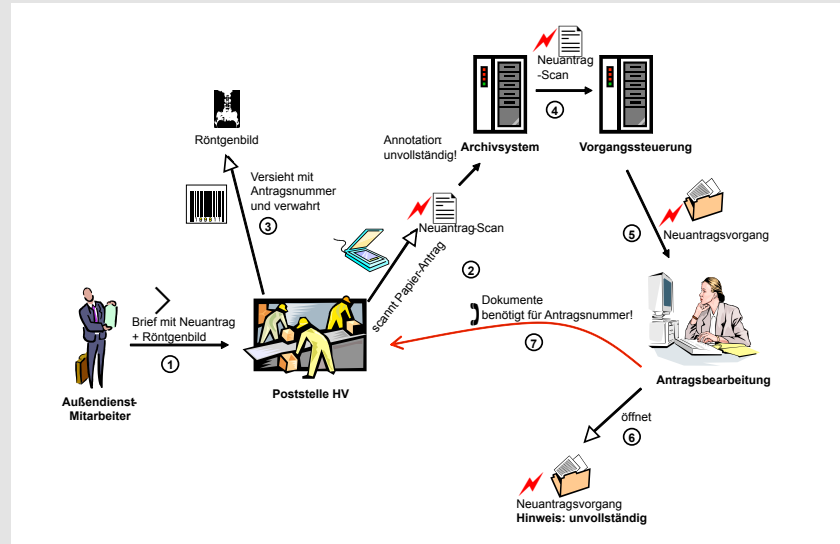 Neuantrag
-Scan
4
Röntgenbild
Annotation:
unvollständig!
Archivsystem
Vorgangssteuerung
Versieht mit
Antragsnummer
und verwahrt
3
Neuantrag-Scan
scannt Papier-Antrag
2
5
Neuantragsvorgang
Dokumente
benötigt für Antragsnummer!
7
Brief mit Neuantrag
+ Röntgenbild
1
Außendienst-
Mitarbeiter
Poststelle HV
Antragsbearbeitung
öffnet
6
Neuantragsvorgang
Hinweis: unvollständig